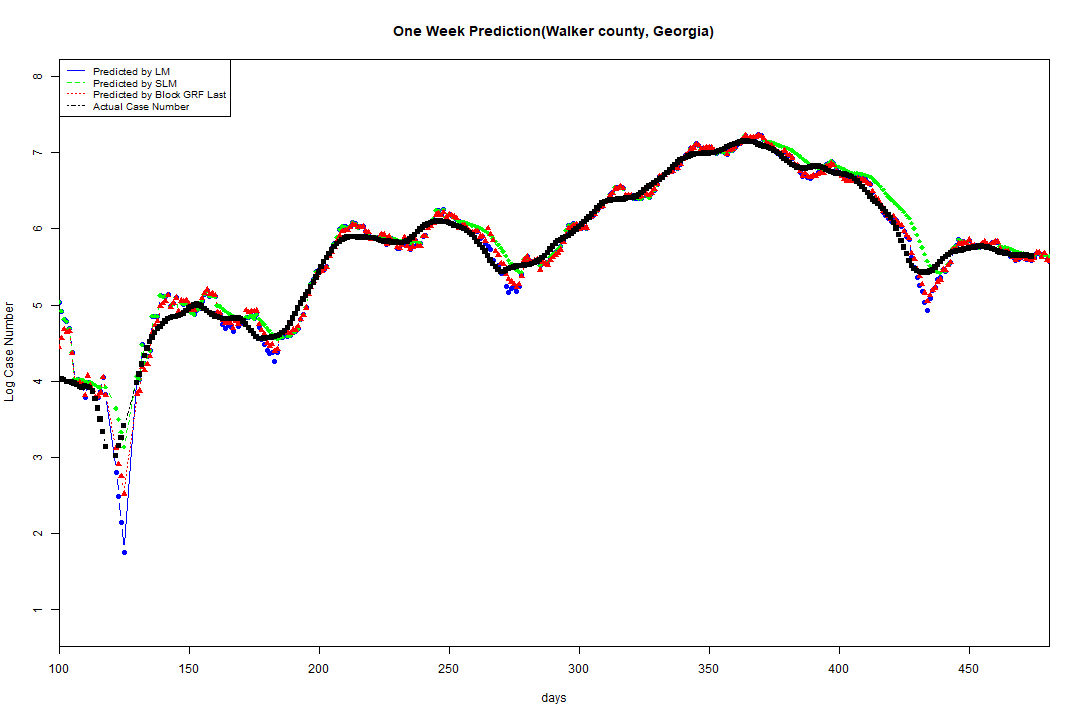 One Week Prediction(Walker county, Georgia)
Predicted by LM
Predicted by SLM
Predicted by Block GRF Last
Actual Case Number
8
7
6
5
4
3
2
1
Log Case Number
100 150 200 250 300 350 400 450
days